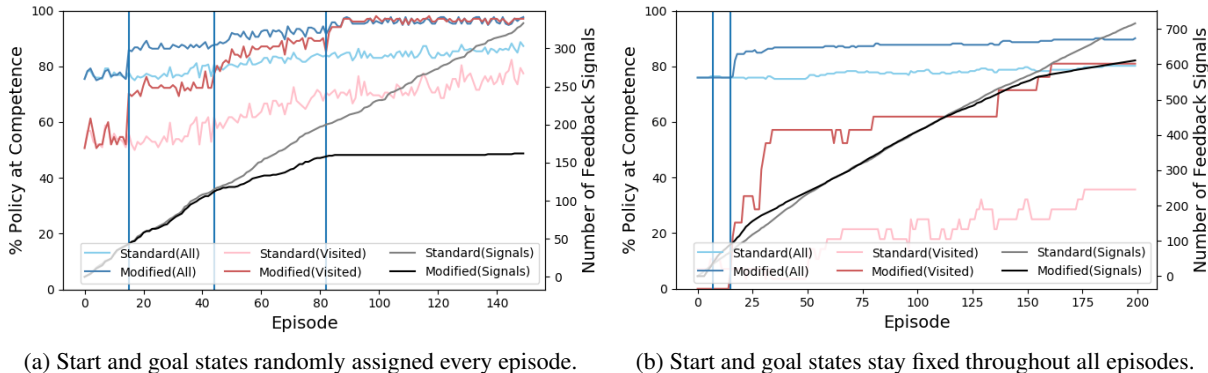 100
80
60
40
20
0
% Policy at Competence
0 20 40 60 80 100 120 140
Episode
300
250
200
150
100
50
0
Number of Feedback Signals
Standard(All) Standard(Visited) Standard(Signals)
Modified(All) Modified(Visited) Modified(Signals)
100
80
60
40
20
0
% Policy at Competence
0 25 50 75 100 125 150 175 200
Episode
700
600
500
400
300
200
100
0
Number of Feedback Signals
Standard(All) Standard(Visited) Standard(Signals)
Modified(All) Modified(Visited) Modified(Signals)
(a) Start and goal states randomly assigned every episode.
(b) Start and goal states stay fixed throughout all episodes.